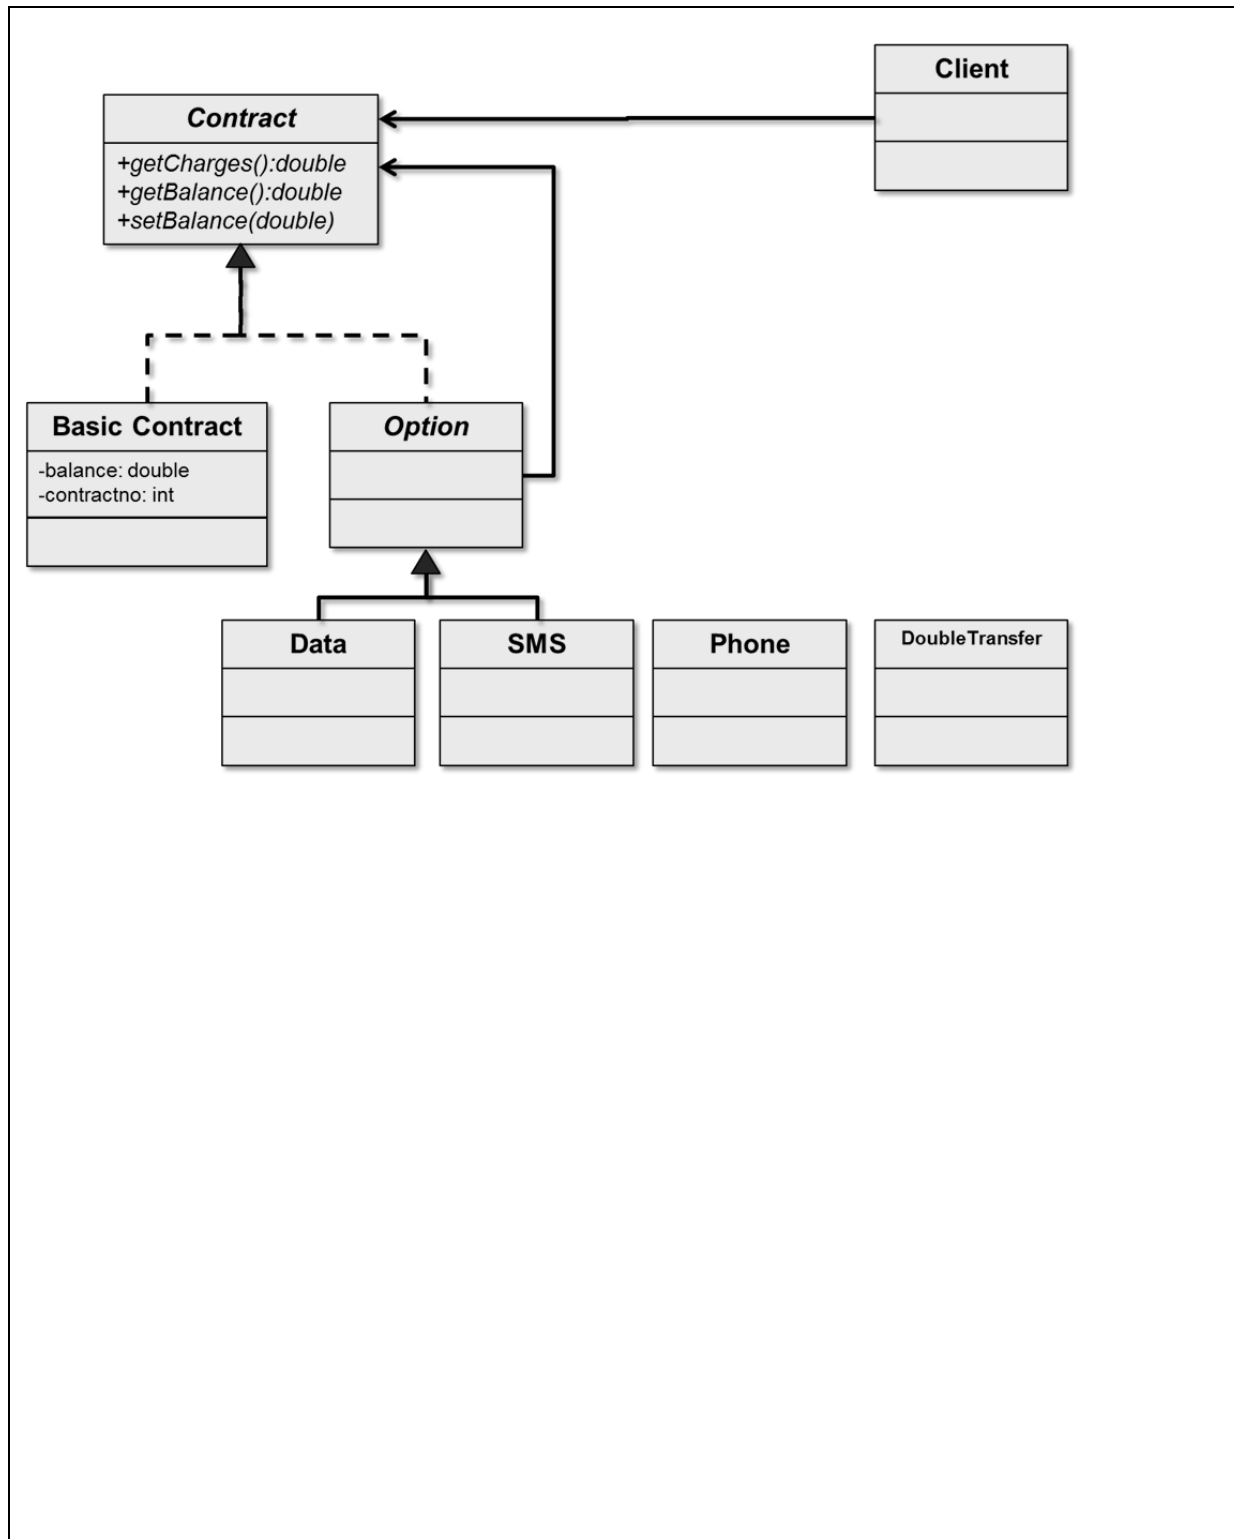 Client
Contract
+getCharges():double
+getBalance():double
+setBalance(double)
Basic Contract
-balance: double
-contractno: int
Option
Data
SMS
Phone
DoubleTransfer